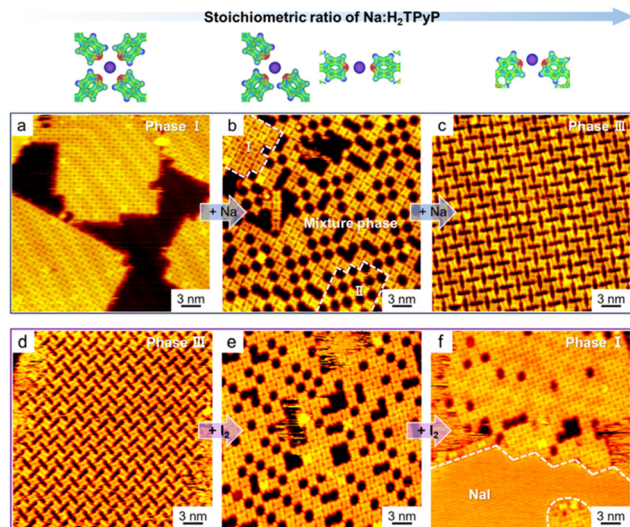 Stoichiometric ratio of Na:H₂TPyP
a Phase Ⅰ
b Ⅰ
Mixture phase
Ⅱ
c Phase Ⅲ
+ Na
+ Na
3 nm
3 nm
3 nm
d Phase Ⅲ
e
f Phase Ⅰ
+ I₂
+ I₂
NaI
3 nm
3 nm
3 nm